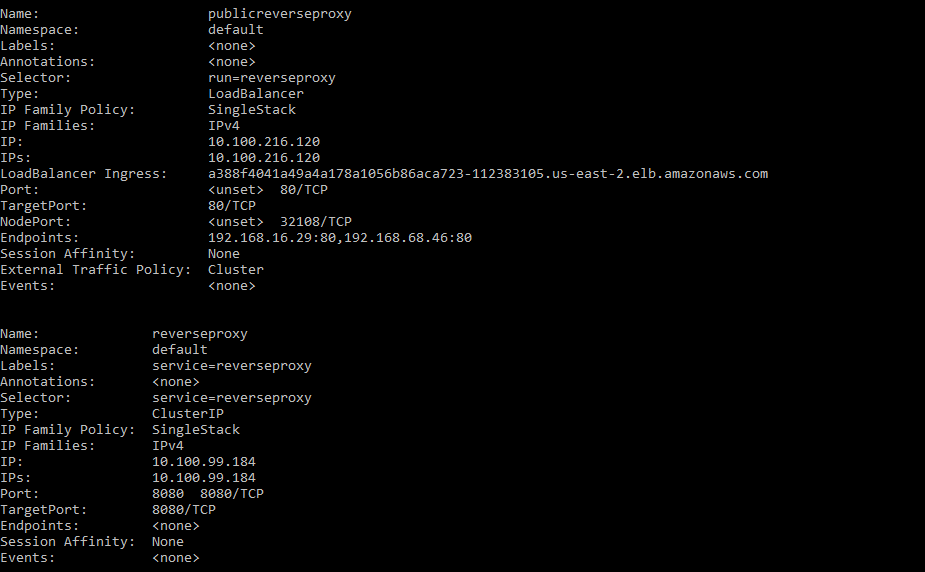 Name:                     publicreverseproxy
Namespace:                default
Labels:                   <none>
Annotations:              <none>
Selector:                 run=reverseproxy
Type:                     LoadBalancer
IP Family Policy:         SingleStack
IP Families:              IPv4
IP:                       10.100.216.120
IPs:                      10.100.216.120
LoadBalancer Ingress:     a388f4041a49a4a178a1056b86aca723-112383105.us-east-2.elb.amazonaws.com
Port:                     <unset>  80/TCP
TargetPort:               80/TCP
NodePort:                 <unset>  32108/TCP
Endpoints:                192.168.16.29:80,192.168.68.46:80
Session Affinity:         None
External Traffic Policy:  Cluster
Events:                   <none>

Name:              reverseproxy
Namespace:         default
Labels:            service=reverseproxy
Annotations:       <none>
Selector:          service=reverseproxy
Type:              ClusterIP
IP Family Policy:  SingleStack
IP Families:       IPv4
IP:                10.100.99.184
IPs:               10.100.99.184
Port:              8080  8080/TCP
TargetPort:        8080/TCP
Endpoints:         <none>
Session Affinity:  None
Events:            <none>